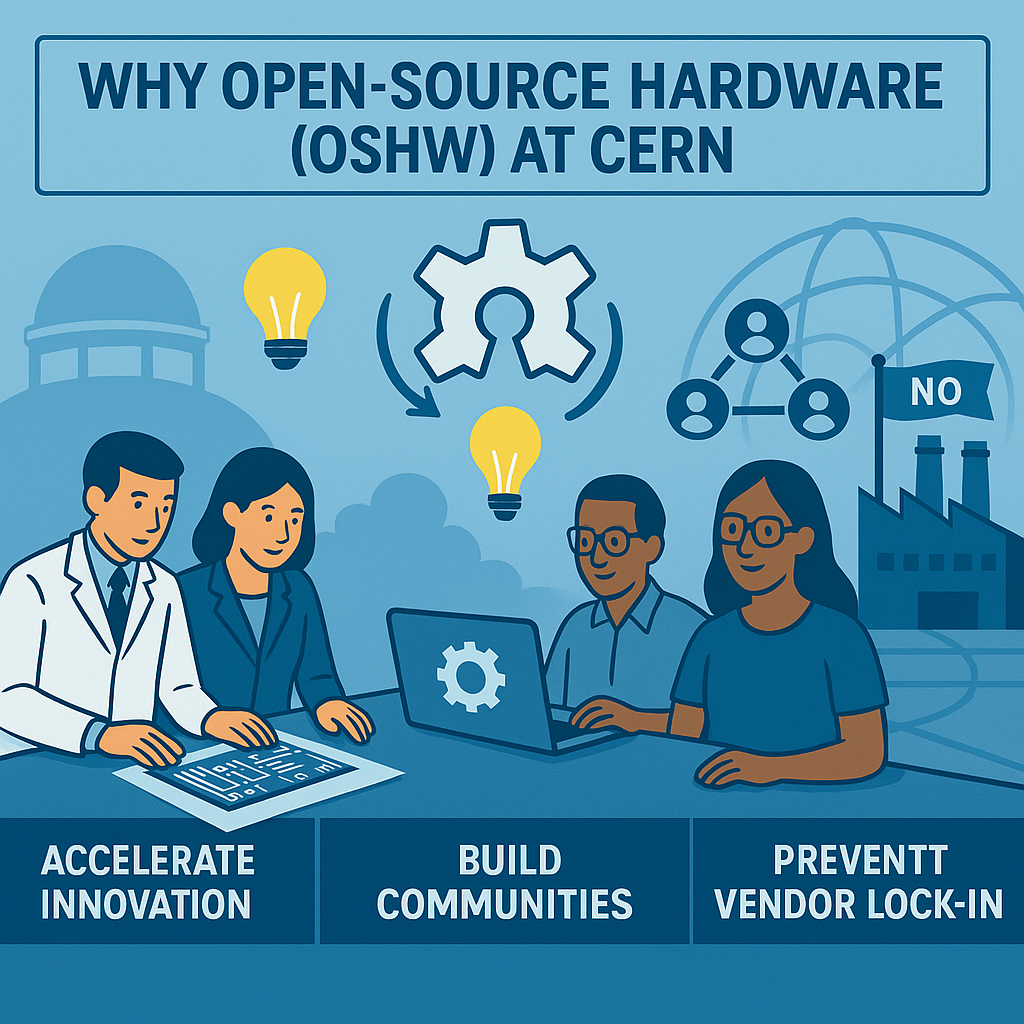 WHY OPEN-SOURCE HARDWARE
(OSHW) AT CERN
NO
ACCELERATE
INNOVATION
BUILD
COMMUNITIES
PREVENTT
VENDOR LOCK-IN